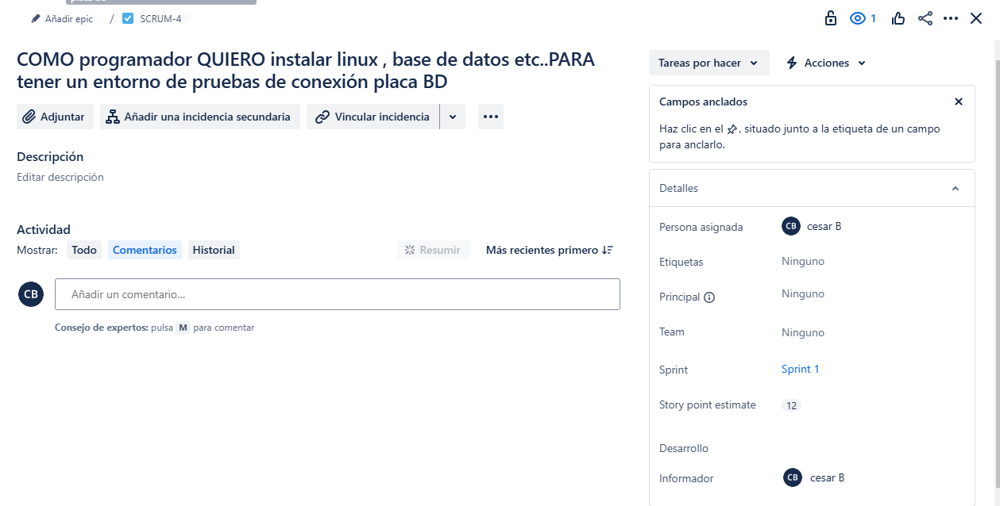 Añadir epic / SCRUM-4
1
COMO programador QUIERO instalar linux , base de datos etc..PARA
tener un entorno de pruebas de conexión placa BD
Adjuntar
Añadir una incidencia secundaria
Vincular incidencia
Descripción
Editar descripción
Actividad
Mostrar: Todo Comentarios Historial
Resumir
Más recientes primero
CB
Añadir un comentario...
Consejo de expertos: pulsa M para comentar
Tareas por hacer
Acciones
Campos anclados
Haz clic en el , situado junto a la etiqueta de un campo
para anclarlo.
Detalles
Persona asignada CB cesar B
Etiquetas Ninguno
Principal Ninguno
Team Ninguno
Sprint Sprint 1
Story point estimate 12
Desarrollo
Informador CB cesar B